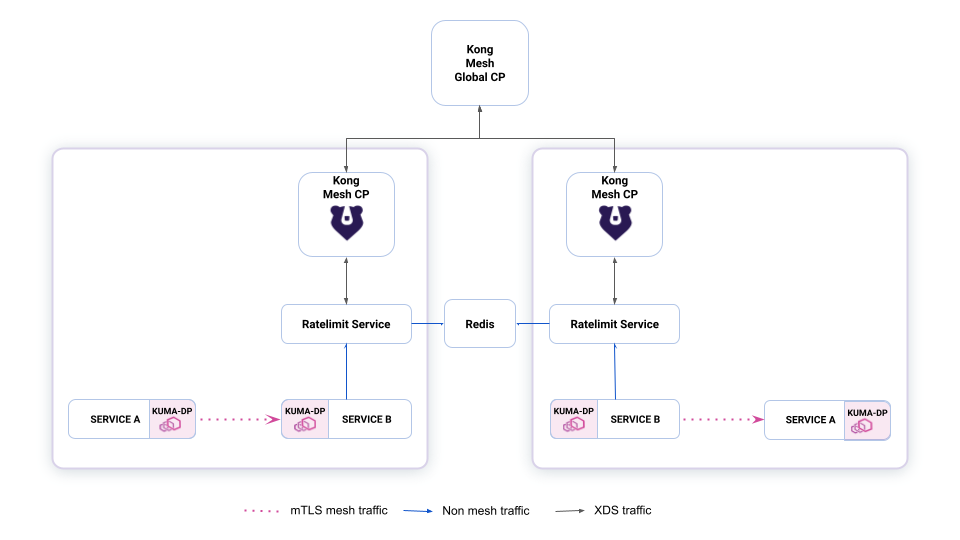 Kong
Mesh
Global CP
Kong
Mesh CP
Kong
Mesh CP
Ratelimit Service
Redis
Ratelimit Service
SERVICE A
KUMA-DP
KUMA-DP
SERVICE B
KUMA-DP
SERVICE B
SERVICE A
KUMA-DP
mTLS mesh traffic
Non mesh traffic
XDS traffic